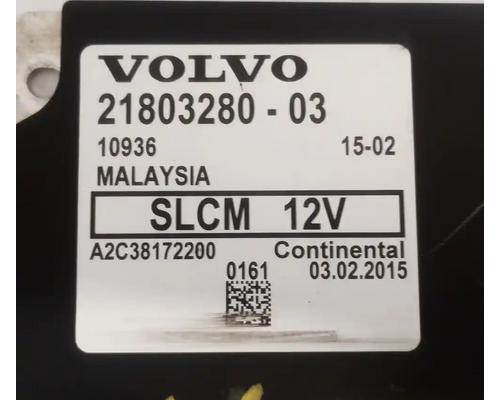 VOLVO
21803280 - 03
10936 15-02
MALAYSIA
SLCM 12V
A2C38172200 Continental
0161 03.02.2015